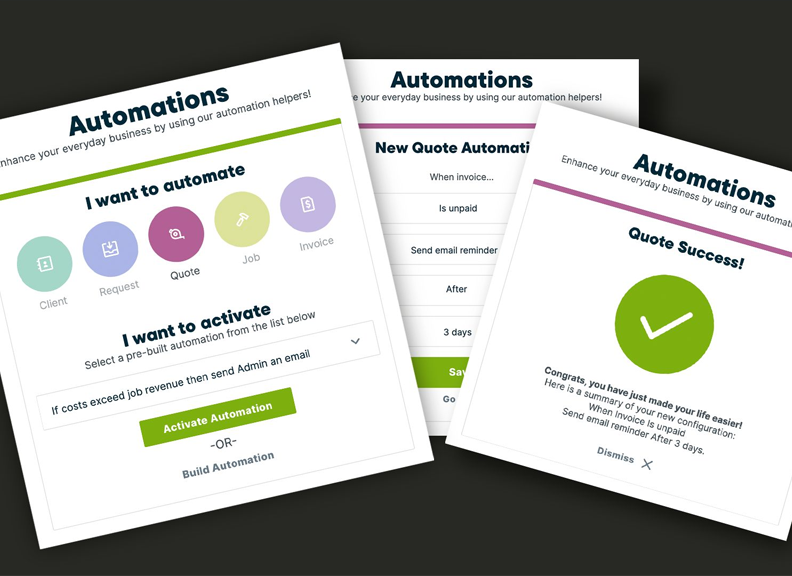 Automations
nhance your everyday business by using our automation helpers!
I want to automate
Client
Request
Quote
Job
Invoice
I want to activate
Select a pre-built automation from the list below
If costs exceed job revenue then send Admin an email
Activate Automation
-OR-
Build Automation
Automations
e your everyday business by using our automation helpers!
New Quote Automati
When invoice...
Is unpaid
Send email reminder
After
3 days
Sav
Go
Automations
Enhance your everyday business by using our automati
Quote Success!
Congrats, you have just made your life easier!
Here is a summary of your new configuration:
When Invoice Is unpaid
Send email reminder After 3 days.
Dismiss